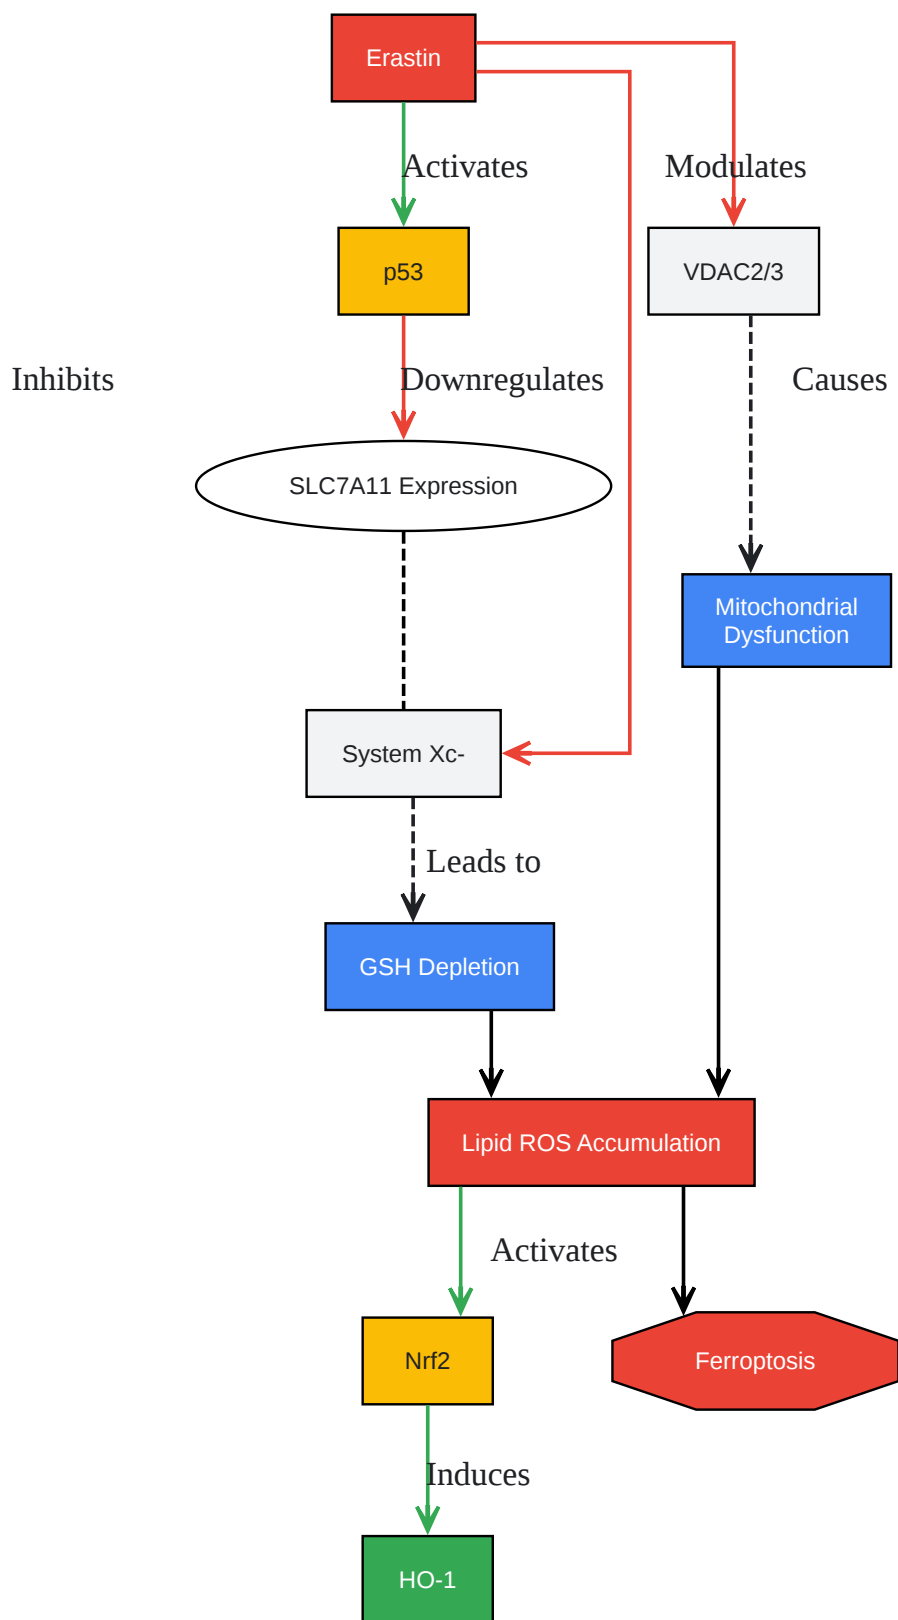 Erastin
Activates
Modulates
p53
VDAC2/3
Inhibits
Downregulates
Causes
SLC7A11 Expression
Mitochondrial
Dysfunction
System Xc-
Leads to
GSH Depletion
Lipid ROS Accumulation
Activates
Nrf2
Ferroptosis
Induces
HO-1